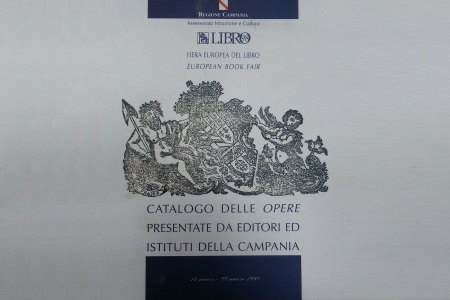 REGIONE CAMPANIA
Assessorato Istruzione e Cultura
LIBRO
FIERA EUROPEA DEL LIBRO
EUROPEAN BOOK FAIR
CATALOGO DELLE OPERE
PRESENTATE DA EDITORI ED
ISTITUTI DELLA CAMPANIA